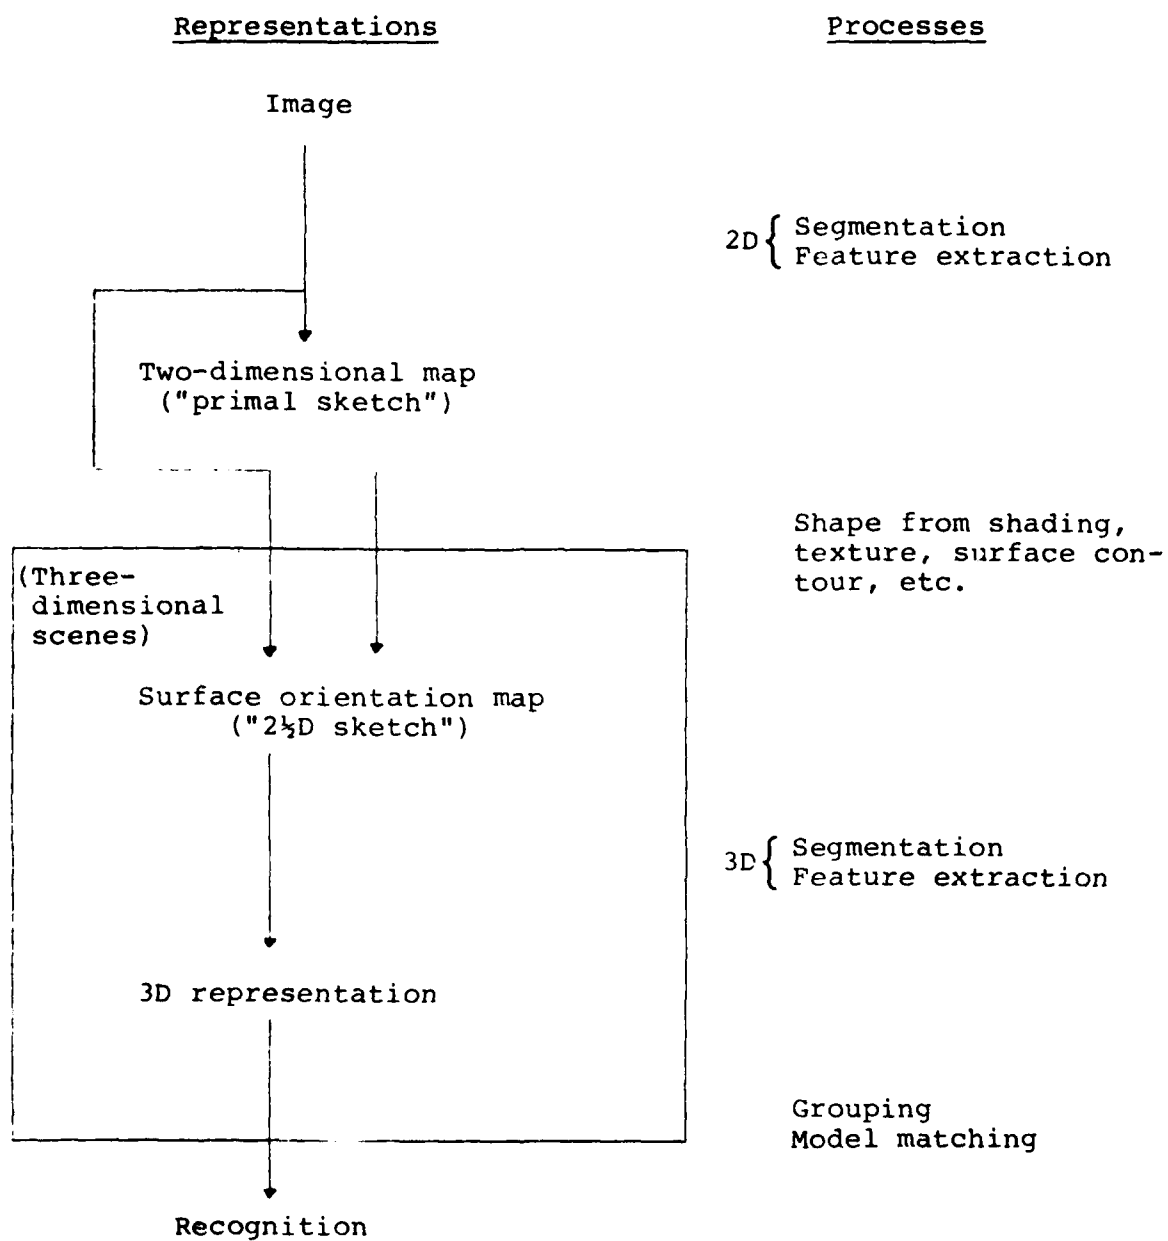 Representations
Processes
Image
2D { Segmentation
Feature extraction
Two-dimensional map
("primal sketch")
Shape from shading,
texture, surface con-
tour, etc.
(Three-
dimensional
scenes)
Surface orientation map
("2½D sketch")
3D { Segmentation
Feature extraction
3D representation
Grouping
Model matching
Recognition